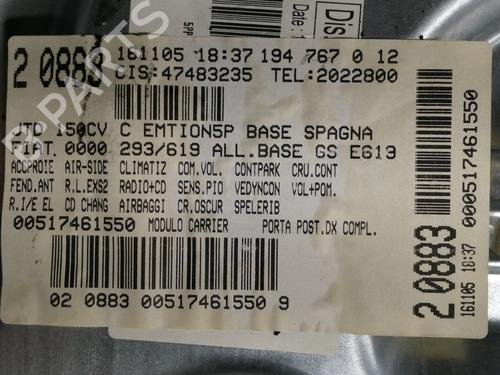 2 0883
161105 18:37 194 767 0 12
CIS:47483235 TEL:2022800
JTD 150CV C EMTION5P BASE SPAGNA
FIAT. 0000 293/619 ALL.BASE GS E613
ACCPROIE AIR-SIDE CLIMATIZ COM.VOL. CONTPARK CRU.CONT
FEND.ANT R.L.EXS2 RADIO+CD SENS.PIO VEDYNCON VOL+POM.
R.I/E EL CD CHANG AIRBAGGI CR.OSCUR SPELERIB
00517461550 MODULO CARRIER PORTA POST.DX COMPL.
02 0883 00517461550 9
2 0883
161105 18:37
00517461550
Date :
Dis
B-PARTS